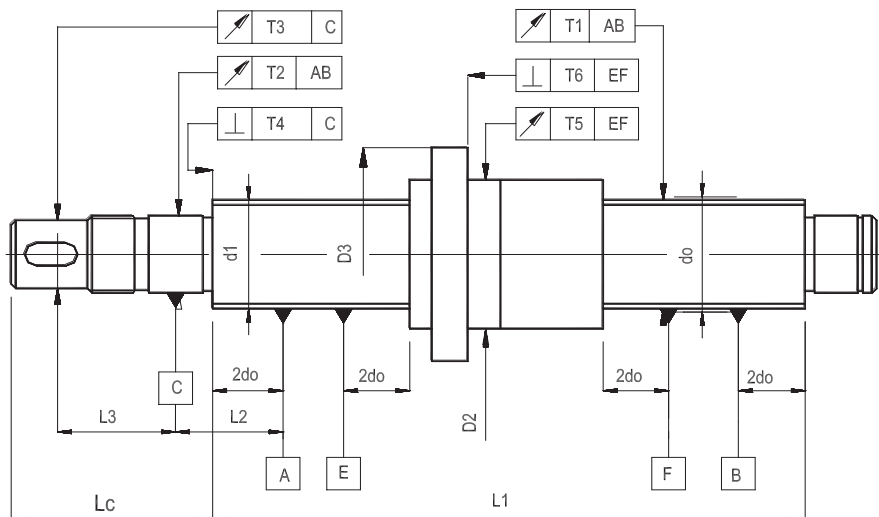 T3 C
T1 AB
T2 AB
⊥ T6 EF
⊥ T4 C
T5 EF
d1
D3
do
C
2do
2do
2do
2do
L3
L2
D2
A
E
F
B
Lc
L1